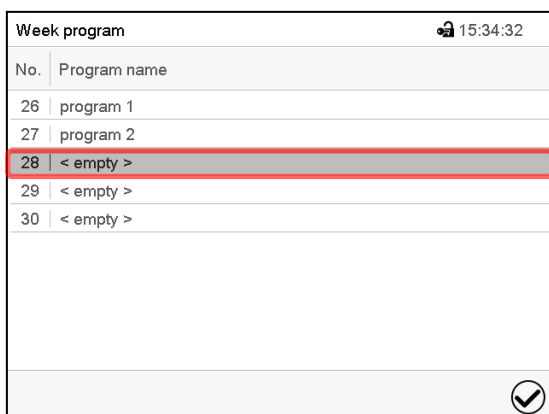 Week program 15:34:32
No. Program name
26 program 1
27 program 2
28 < empty >
29 < empty >
30 < empty >